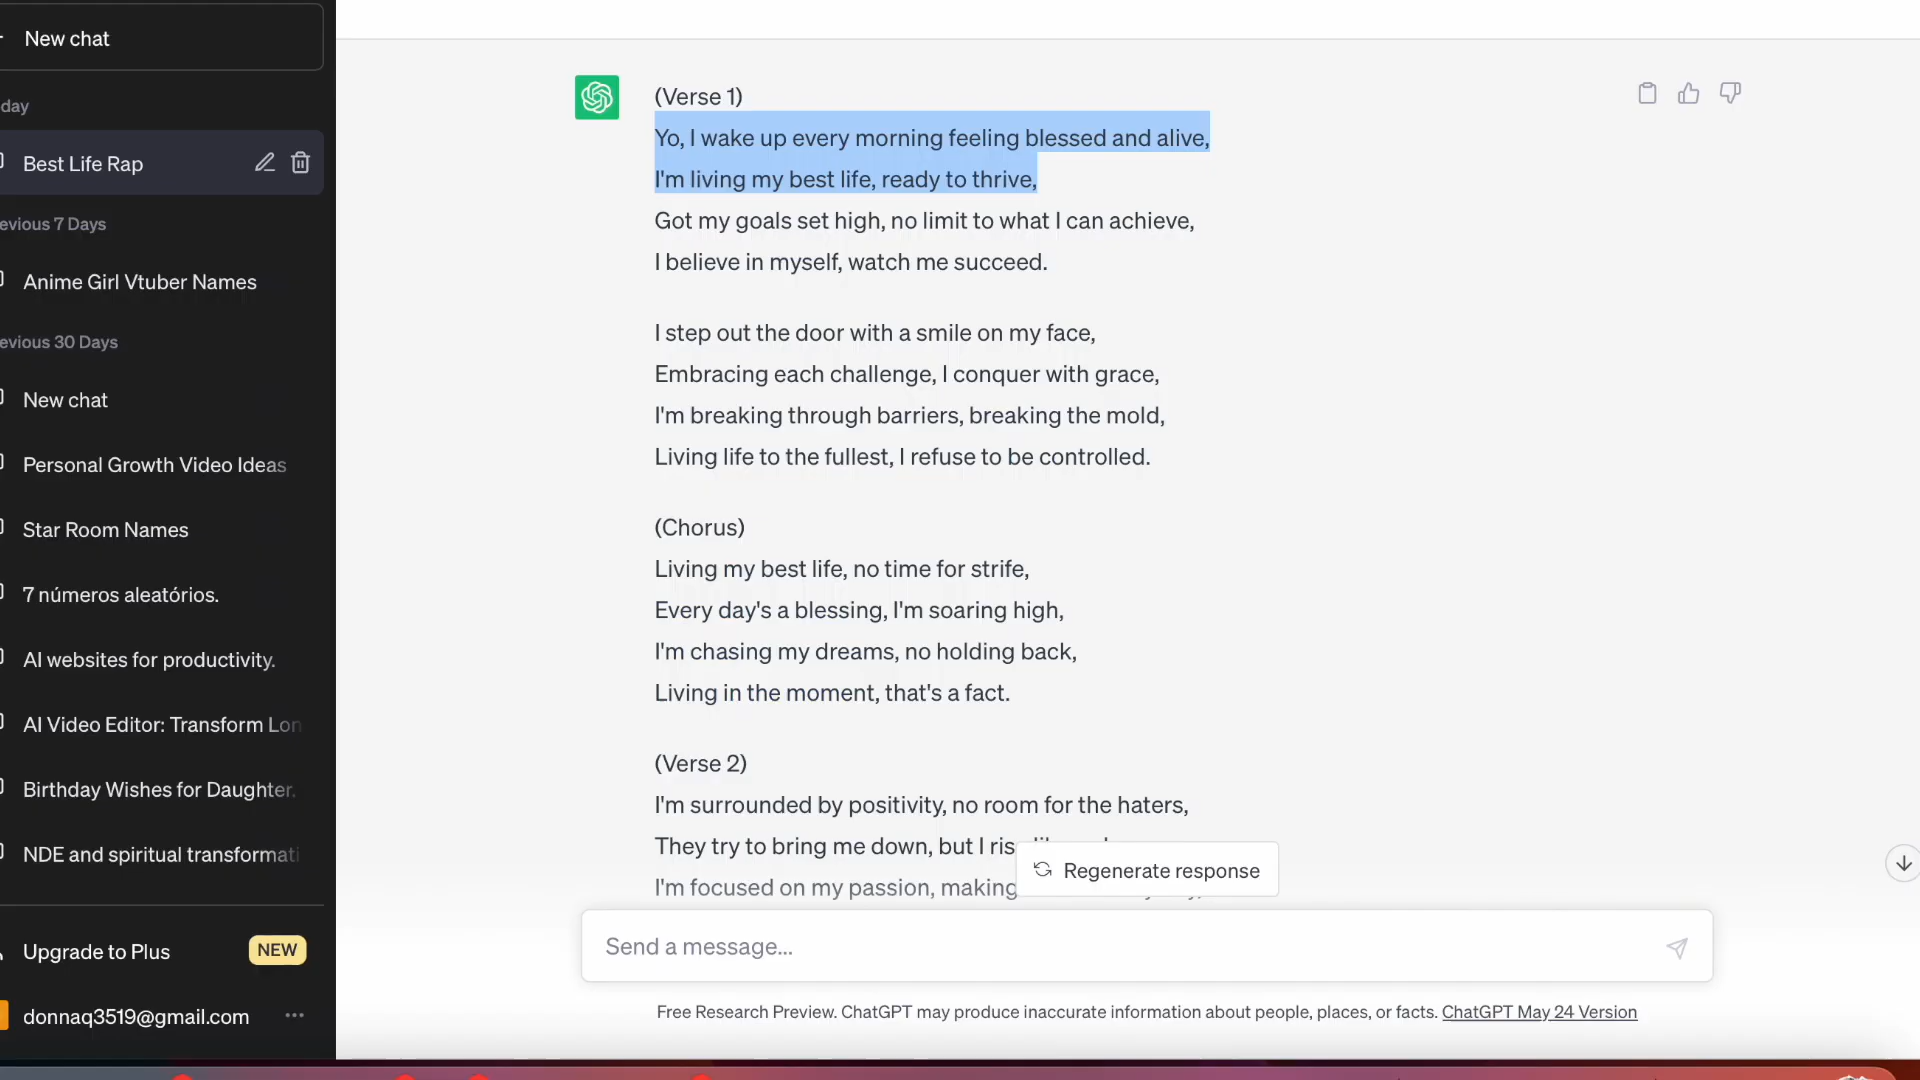 New chat
day
Best Life Rap
evious 7 Days
Anime Girl Vtuber Names
evious 30 Days
New chat
Personal Growth Video Ideas
Star Room Names
7 números aleatórios.
AI websites for productivity.
AI Video Editor: Transform Lon
Birthday Wishes for Daughter.
NDE and spiritual transformati
Upgrade to Plus NEW
donnaq3519@gmail.com
(Verse 1)
Yo, I wake up every morning feeling blessed and alive,
I'm living my best life, ready to thrive,
Got my goals set high, no limit to what I can achieve,
I believe in myself, watch me succeed.
I step out the door with a smile on my face,
Embracing each challenge, I conquer with grace,
I'm breaking through barriers, breaking the mold,
Living life to the fullest, I refuse to be controlled.
(Chorus)
Living my best life, no time for strife,
Every day's a blessing, I'm soaring high,
I'm chasing my dreams, no holding back,
Living in the moment, that's a fact.
(Verse 2)
I'm surrounded by positivity, no room for the haters,
They try to bring me down, but I ris
I'm focused on my passion, making
Regenerate response
Send a message...
Free Research Preview. ChatGPT may produce inaccurate information about people, places, or facts. ChatGPT May 24 Version